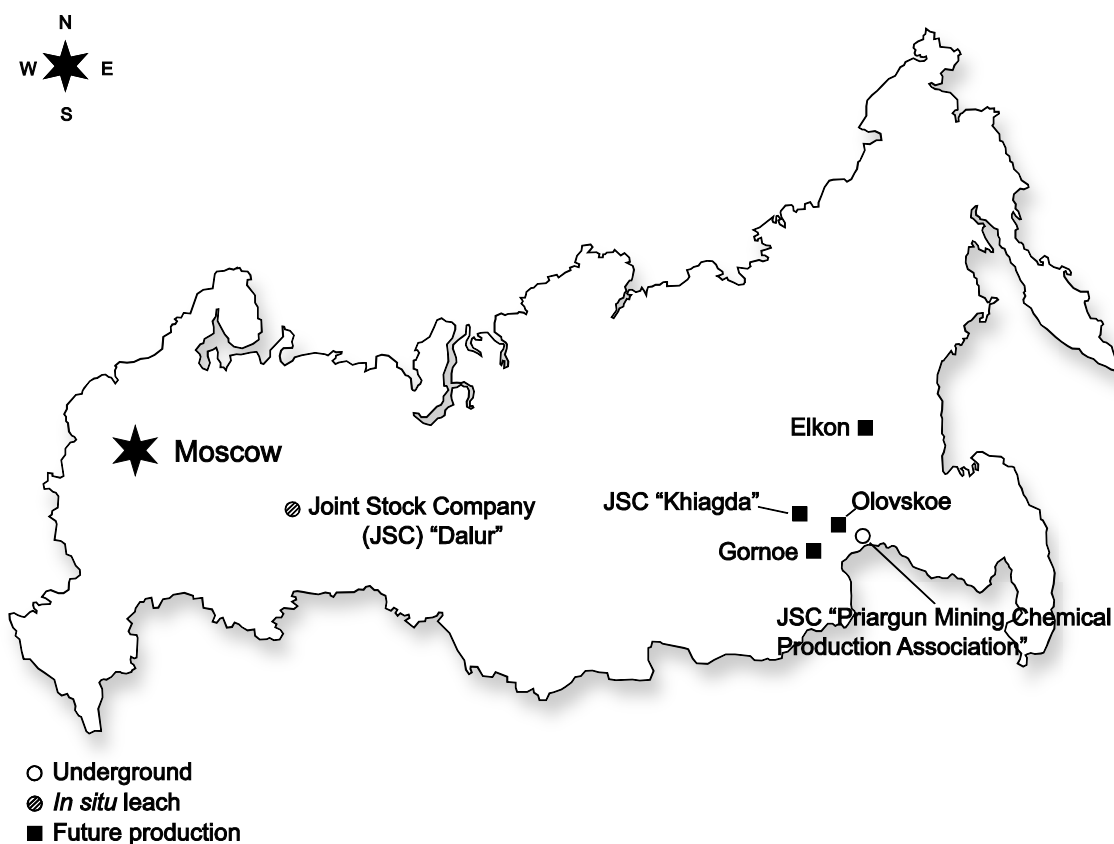 N
W E
S
Moscow
Elkon
Joint Stock Company
(JSC) “Dalur”
JSC “Khiagda”
Olovskoe
Gornoe
JSC “Priargun Mining Chemical
Production Association”
Underground
In situ leach
Future production